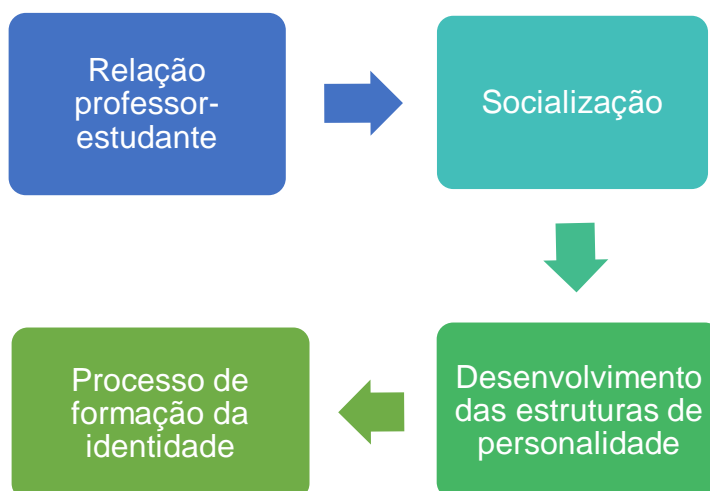 Relação
professor-
estudante
Socialização
Desenvolvimento
das estruturas de
personalidade
Processo de
formação da
identidade